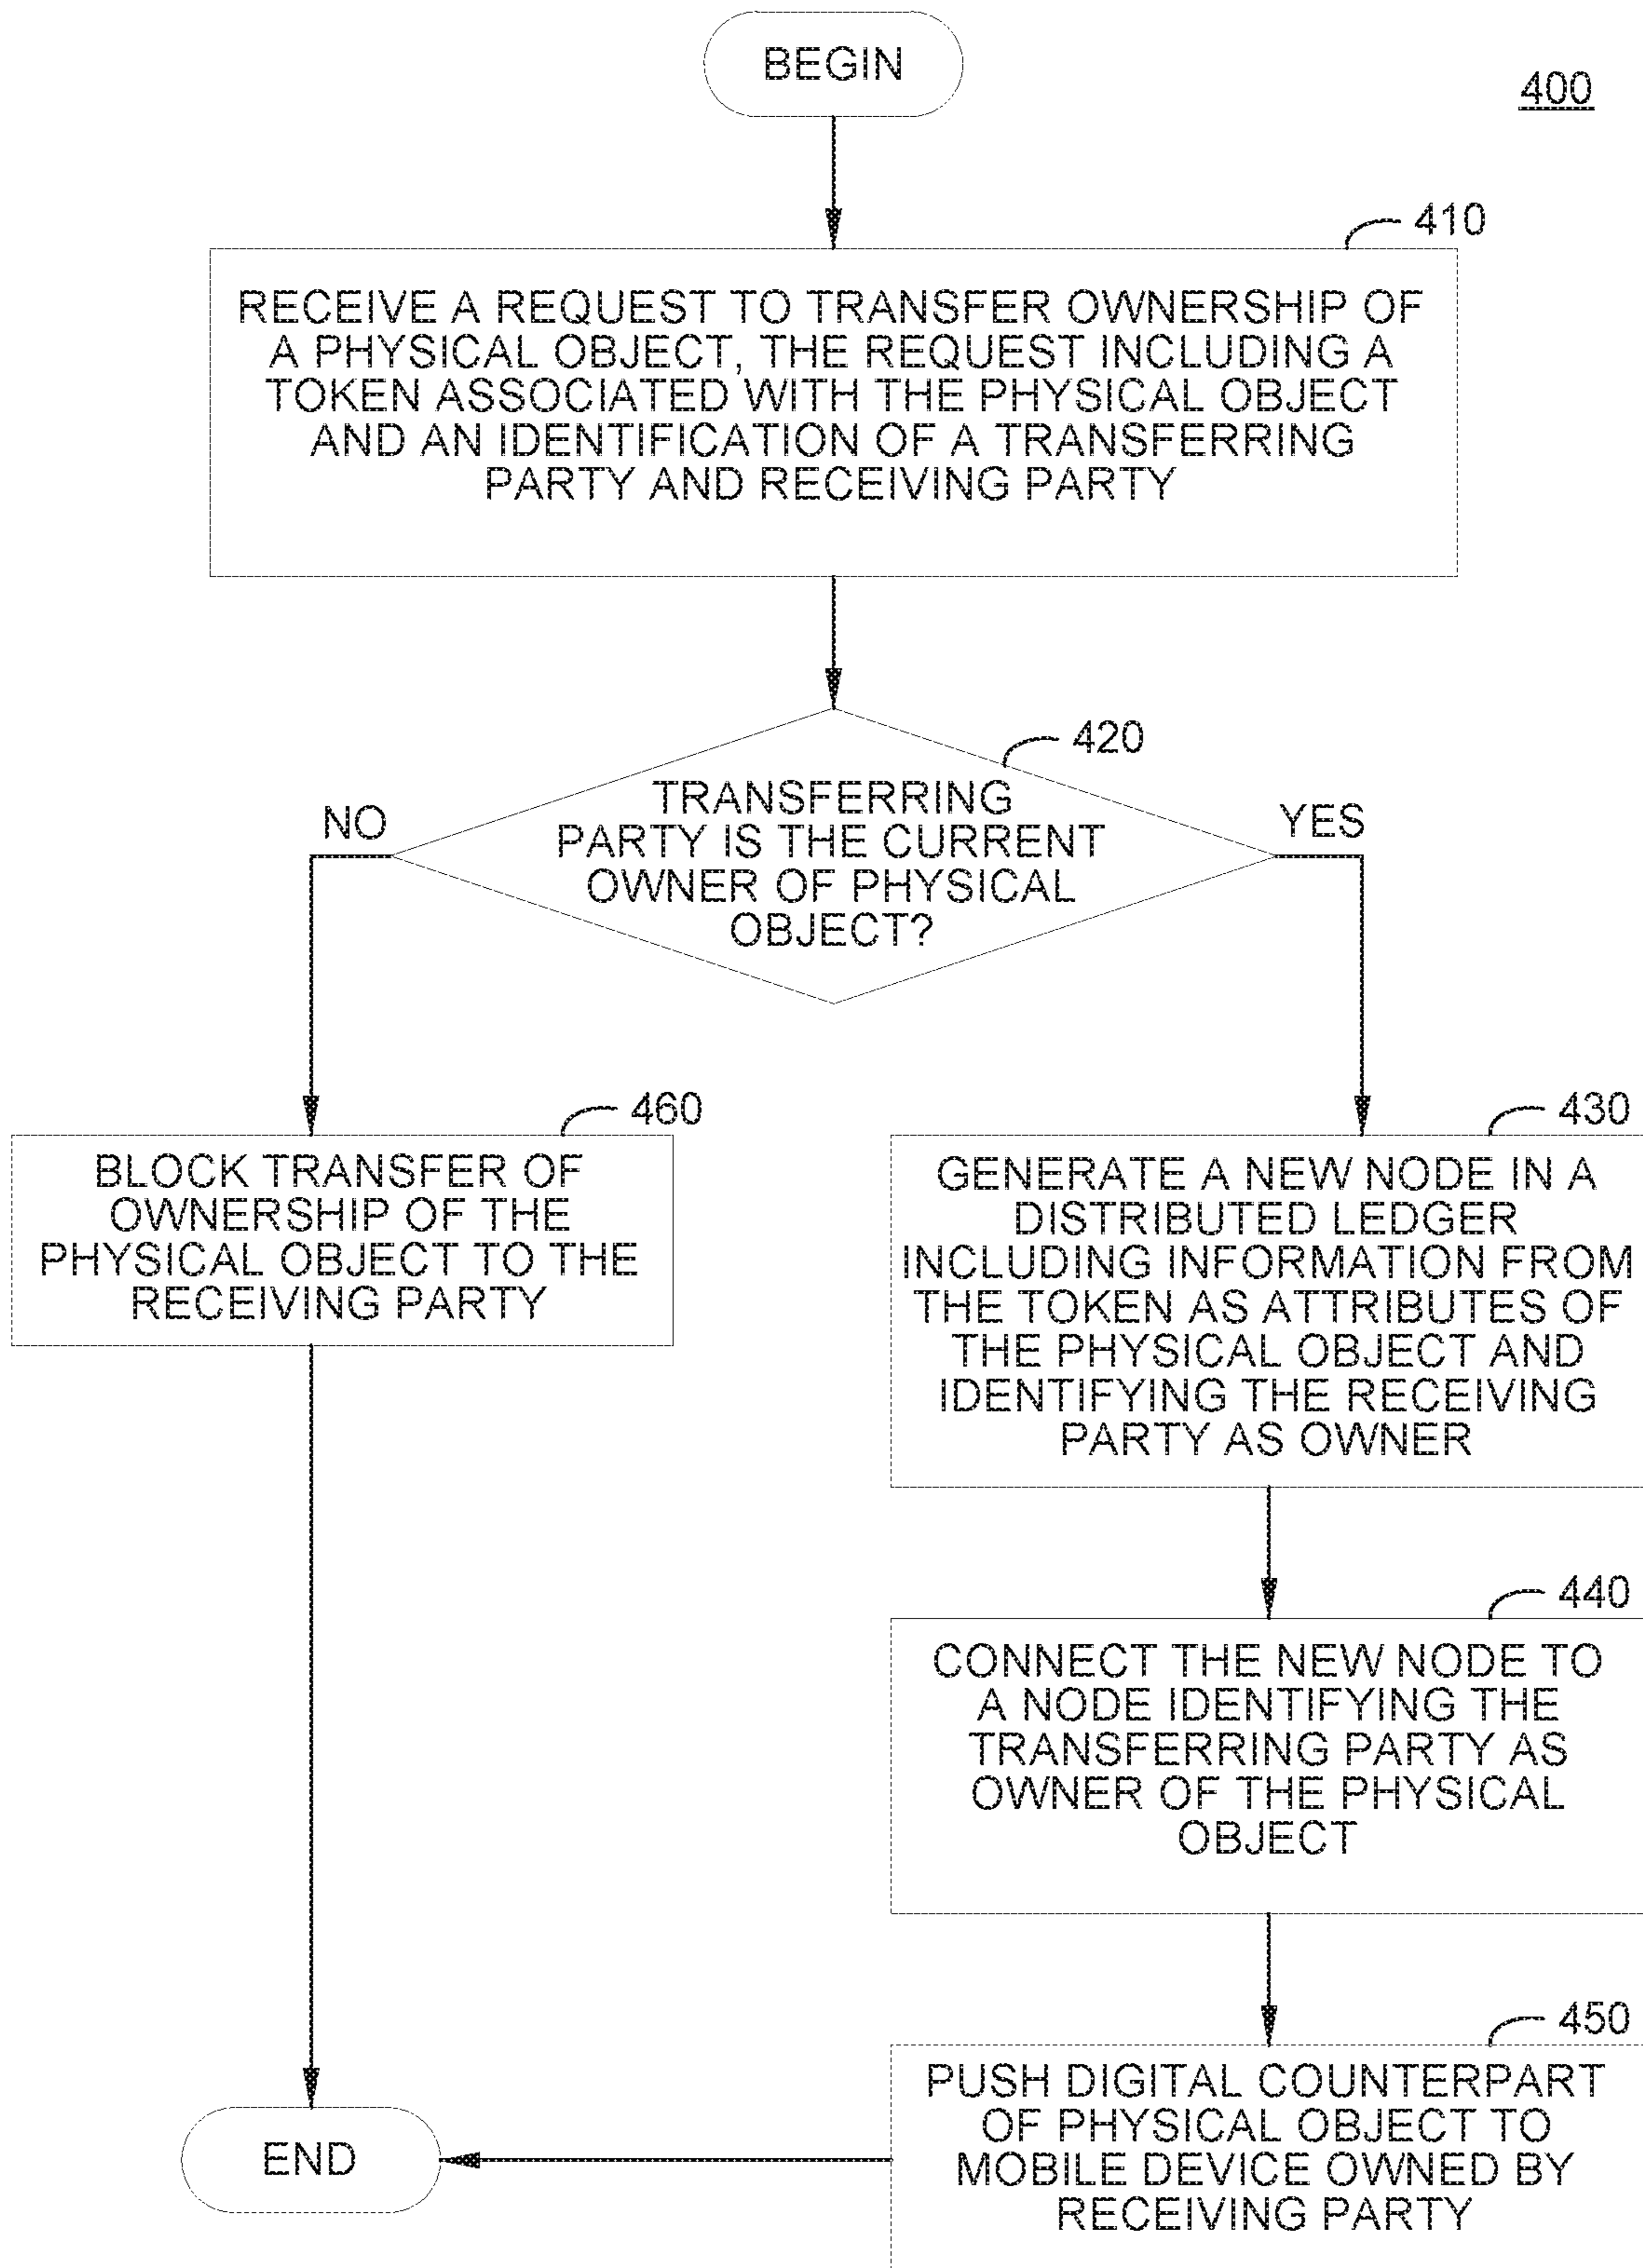 BEGIN
400
410
RECEIVE A REQUEST TO TRANSFER OWNERSHIP OF
A PHYSICAL OBJECT, THE REQUEST INCLUDING A
TOKEN ASSOCIATED WITH THE PHYSICAL OBJECT
AND AN IDENTIFICATION OF A TRANSFERRING
PARTY AND RECEIVING PARTY
420
TRANSFERRING
PARTY IS THE CURRENT
OWNER OF PHYSICAL
OBJECT?
NO
YES
460
BLOCK TRANSFER OF
OWNERSHIP OF THE
PHYSICAL OBJECT TO THE
RECEIVING PARTY
430
GENERATE A NEW NODE IN A
DISTRIBUTED LEDGER
INCLUDING INFORMATION FROM
THE TOKEN AS ATTRIBUTES OF
THE PHYSICAL OBJECT AND
IDENTIFYING THE RECEIVING
PARTY AS OWNER
440
CONNECT THE NEW NODE TO
A NODE IDENTIFYING THE
TRANSFERRING PARTY AS
OWNER OF THE PHYSICAL
OBJECT
450
PUSH DIGITAL COUNTERPART
OF PHYSICAL OBJECT TO
MOBILE DEVICE OWNED BY
RECEIVING PARTY
END